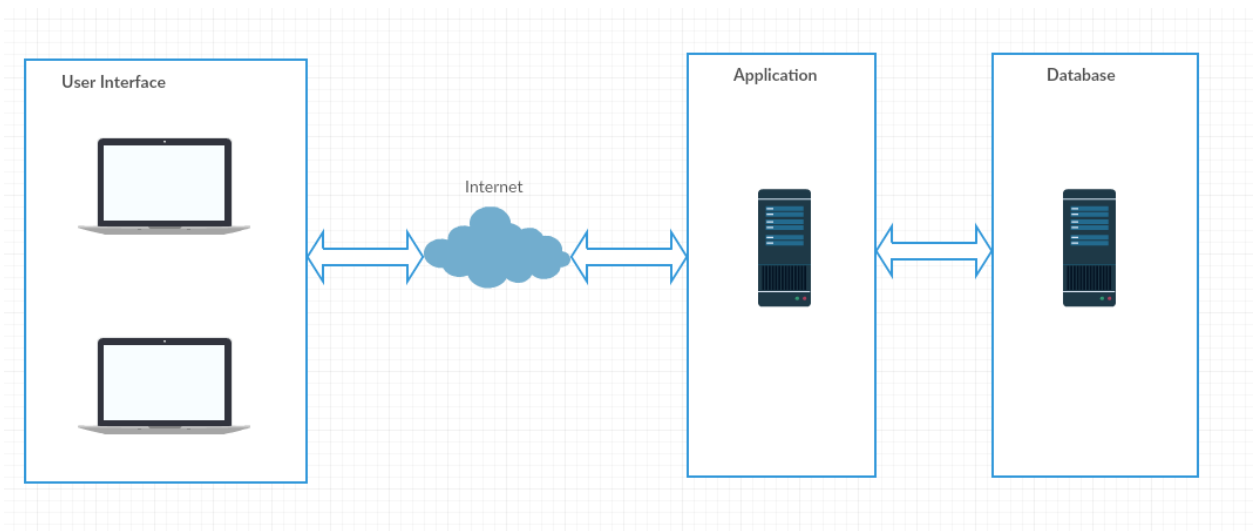 User Interface
Internet
Application
Database